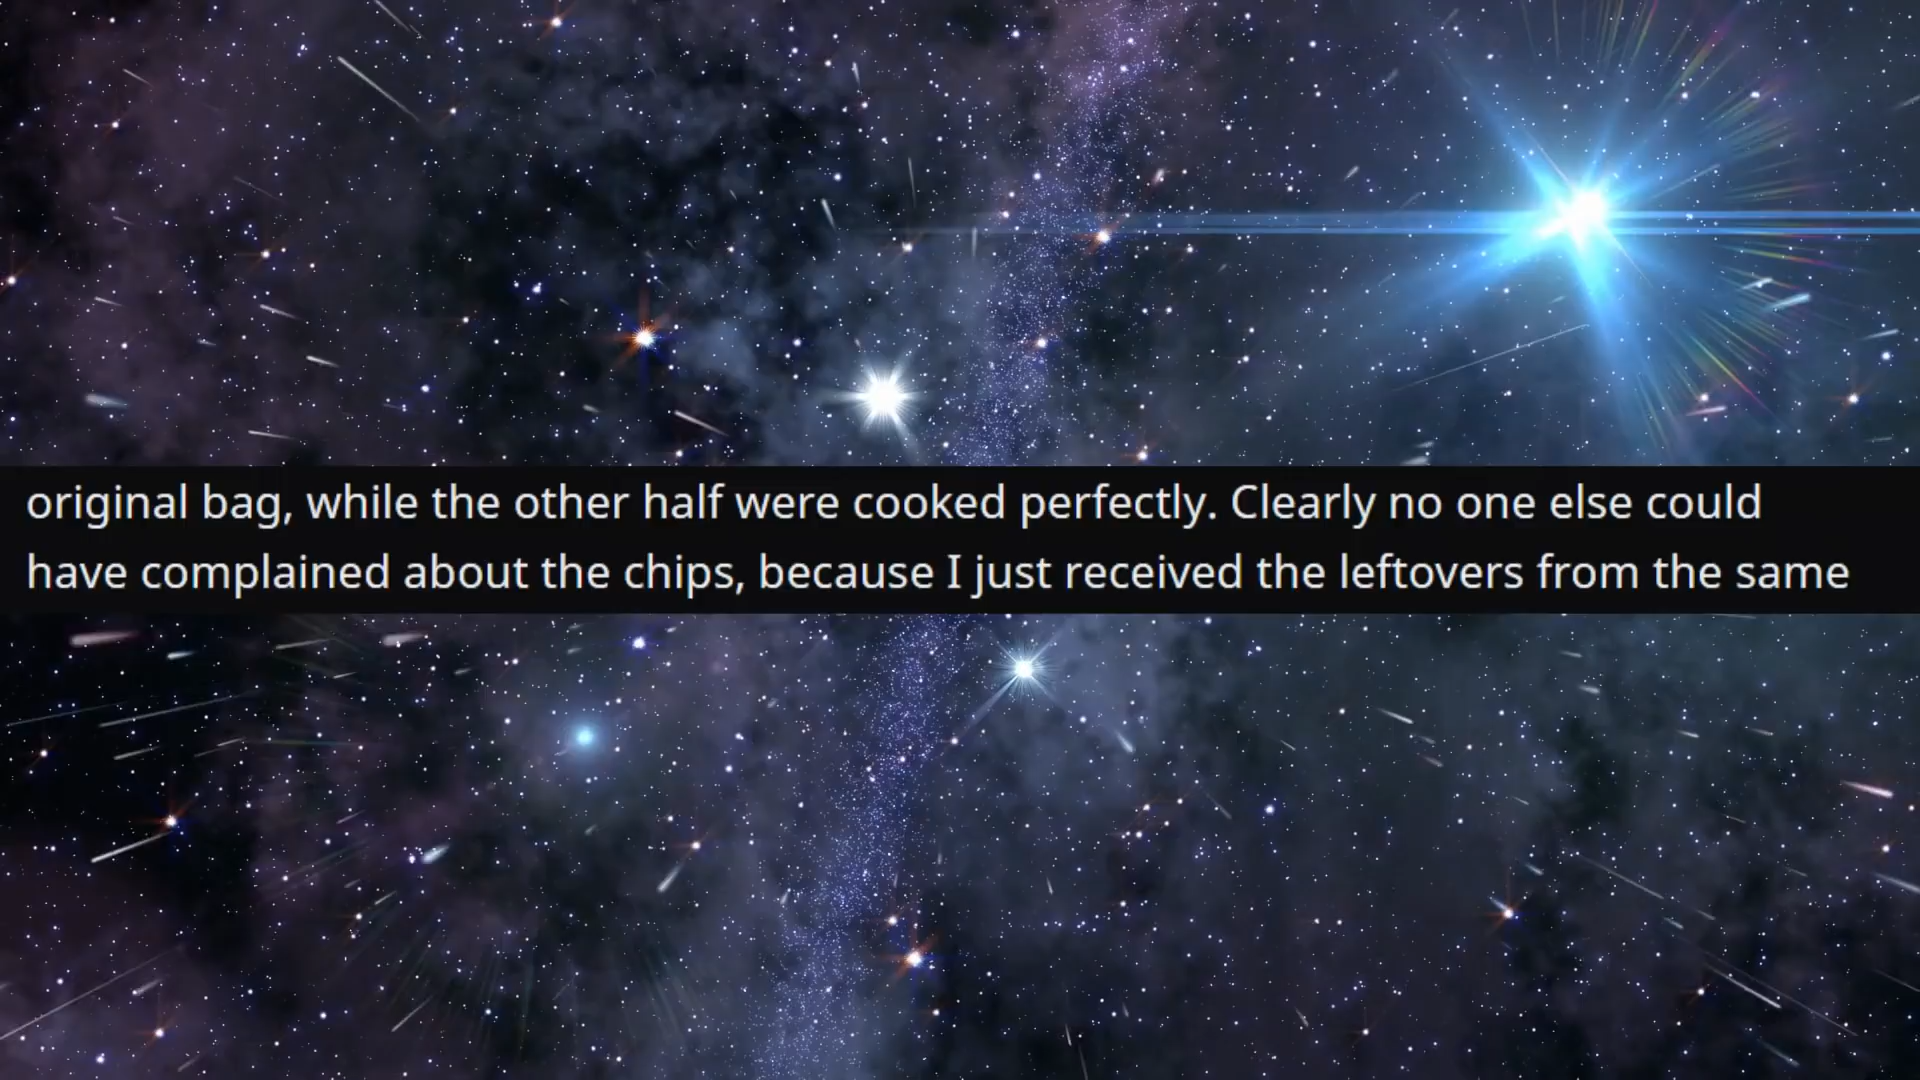 original bag, while the other half were cooked perfectly. Clearly no one else could
have complained about the chips, because I just received the leftovers from the same